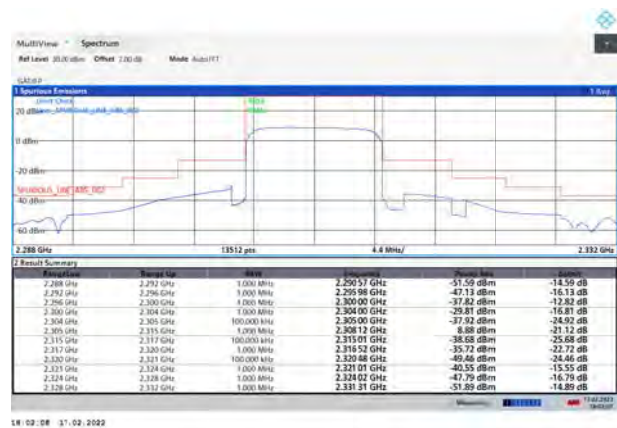 MultiView Spectrum
Ref Level 30.00 dBm Offset 2.00 dB Mode Auto FFT
1 Spurious Emissions
Limit Check
20 dBm
0 dBm
-20 dBm
-40 dBm
-60 dBm
2.288 GHz 13512 pts 4.4 MHz/ 2.332 GHz
2 Result Summary
Range Low Range Up RBW Frequency Power Abs ΔLimit
2.288 GHz 2.292 GHz 1.000 MHz 2.290 57 GHz -51.59 dBm -14.59 dB
2.292 GHz 2.296 GHz 1.000 MHz 2.295 98 GHz -47.13 dBm -16.13 dB
2.296 GHz 2.300 GHz 1.000 MHz 2.300 00 GHz -37.82 dBm -12.82 dB
2.300 GHz 2.304 GHz 1.000 MHz 2.304 00 GHz -29.81 dBm -16.81 dB
2.304 GHz 2.305 GHz 100.000 kHz 2.305 00 GHz -37.92 dBm -24.92 dB
2.305 GHz 2.315 GHz 1.000 MHz 2.308 12 GHz 8.88 dBm -21.12 dB
2.315 GHz 2.317 GHz 100.000 kHz 2.315 01 GHz -38.68 dBm -25.68 dB
2.317 GHz 2.320 GHz 1.000 MHz 2.316 52 GHz -35.72 dBm -22.72 dB
2.320 GHz 2.321 GHz 100.000 kHz 2.320 48 GHz -49.46 dBm -24.46 dB
2.321 GHz 2.324 GHz 1.000 MHz 2.321 01 GHz -40.55 dBm -15.55 dB
2.324 GHz 2.328 GHz 1.000 MHz 2.324 02 GHz -47.79 dBm -16.79 dB
2.328 GHz 2.332 GHz 1.000 MHz 2.331 31 GHz -51.89 dBm -14.89 dB
18:02:08 17.02.2022